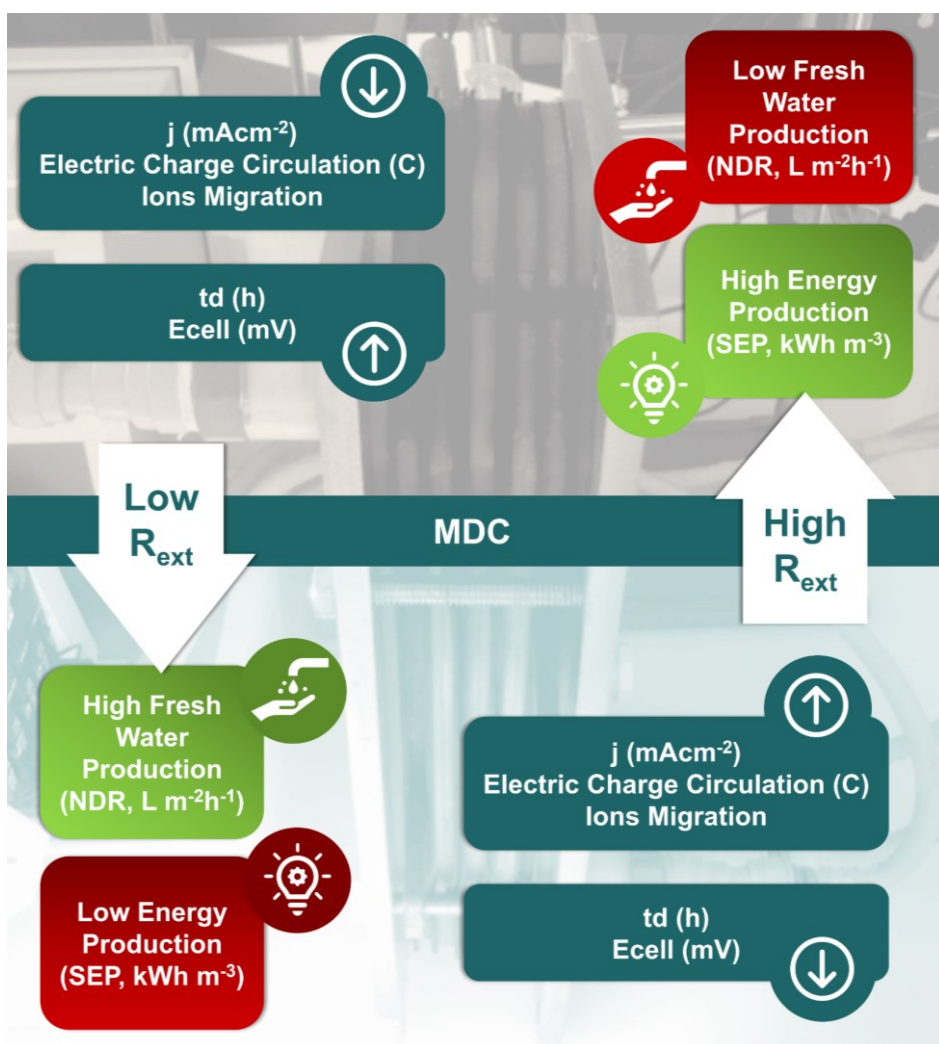 j (mAcm⁻²)
Electric Charge Circulation (C)
Ions Migration
td (h)
Ecell (mV)
Low Fresh
Water
Production
(NDR, L m⁻²h⁻¹)
High Energy
Production
(SEP, kWh m⁻³)
Low
Rext
MDC
High
Rext
High Fresh
Water
Production
(NDR, L m⁻²h⁻¹)
Low Energy
Production
(SEP, kWh m⁻³)
j (mAcm⁻²)
Electric Charge Circulation (C)
Ions Migration
td (h)
Ecell (mV)